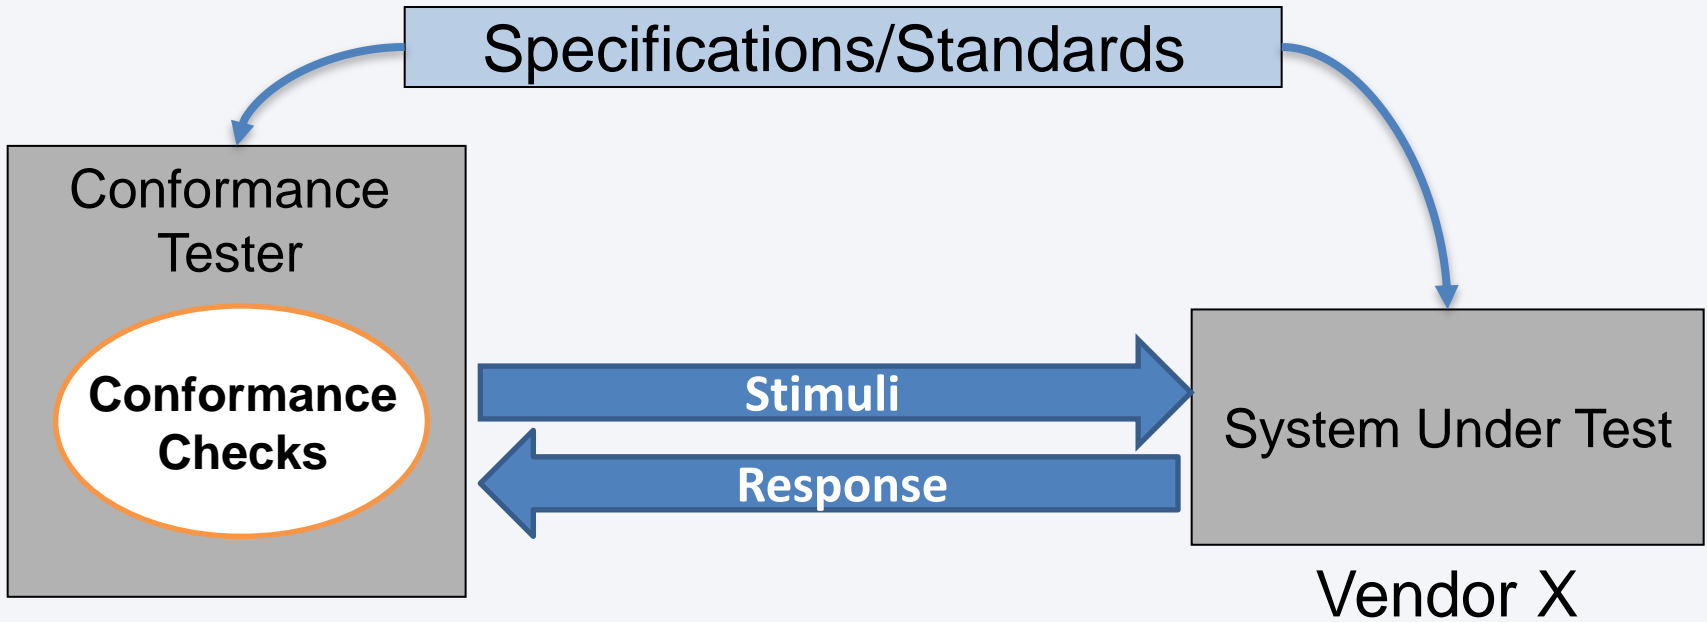 Specifications/Standards
Conformance
Tester
Conformance
Checks
Stimuli
Response
System Under Test
Vendor X